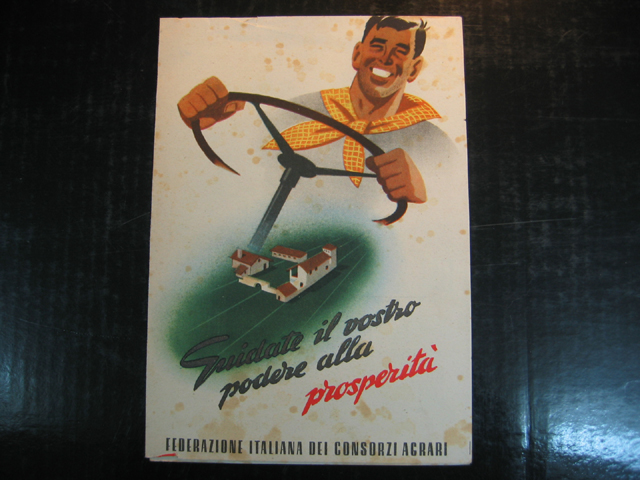 Guidate il vostro
podere alla
prosperità
FEDERAZIONE ITALIANA DEI CONSORZI AGRARI